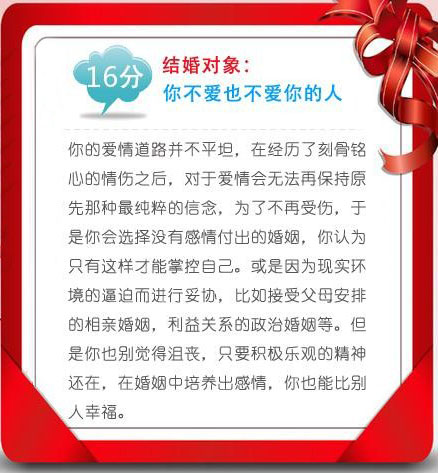 16分
结婚对象：
你不爱也不爱你的人
你的爱情道路并不平坦，在经历了刻骨铭
心的情伤之后，对于爱情会无法再保持原
先那种最纯粹的信念，为了不再受伤，于
是你会选择没有感情付出的婚姻，你认为
只有这样才能掌控自己。或是因为现实环
境的逼迫而进行妥协，比如接受父母安排
的相亲婚姻，利益关系的政治婚姻等。但
是你也别觉得沮丧，只要积极乐观的精神
还在，在婚姻中培养出感情，你也能比别
人幸福。